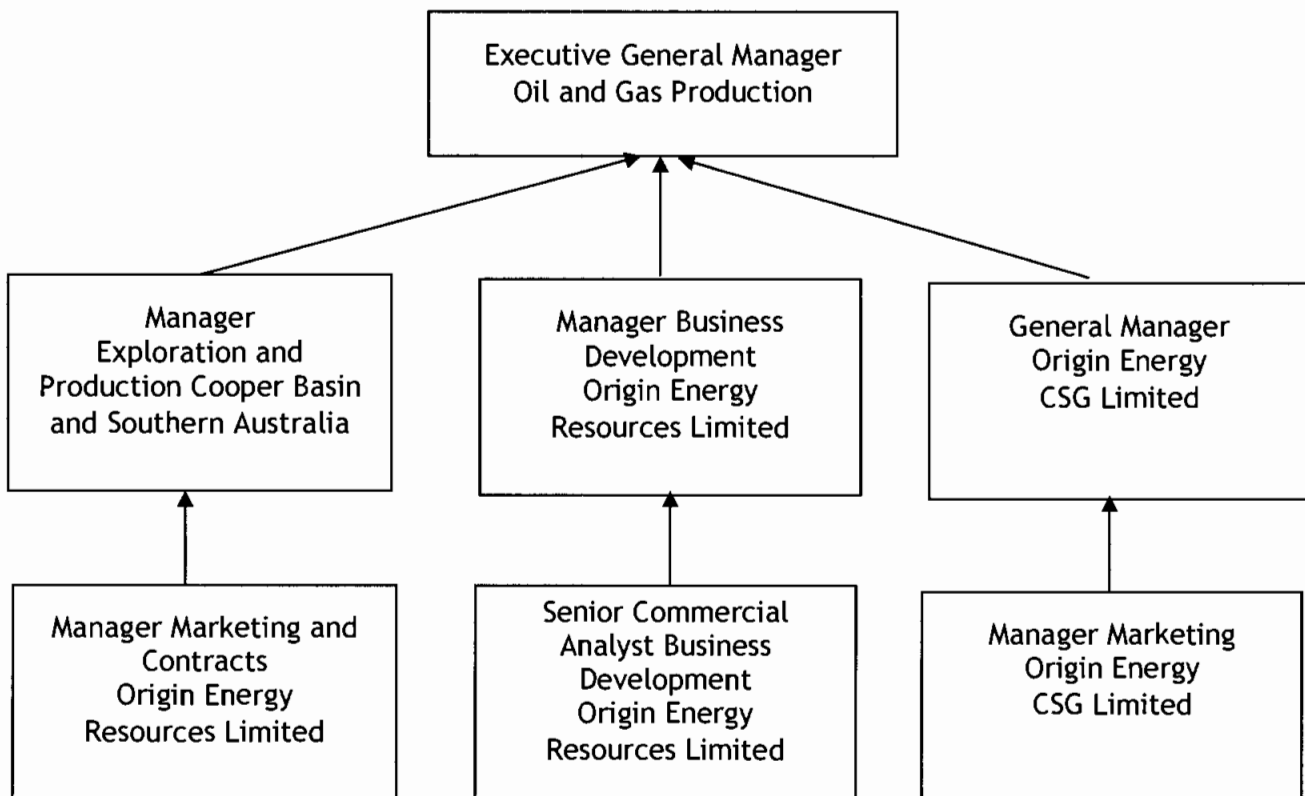 Executive General Manager
Oil and Gas Production
Manager
Exploration and
Production Cooper Basin
and Southern Australia
Manager Business
Development
Origin Energy
Resources Limited
General Manager
Origin Energy
CSG Limited
Manager Marketing and
Contracts
Origin Energy
Resources Limited
Senior Commercial
Analyst Business
Development
Origin Energy
Resources Limited
Manager Marketing
Origin Energy
CSG Limited